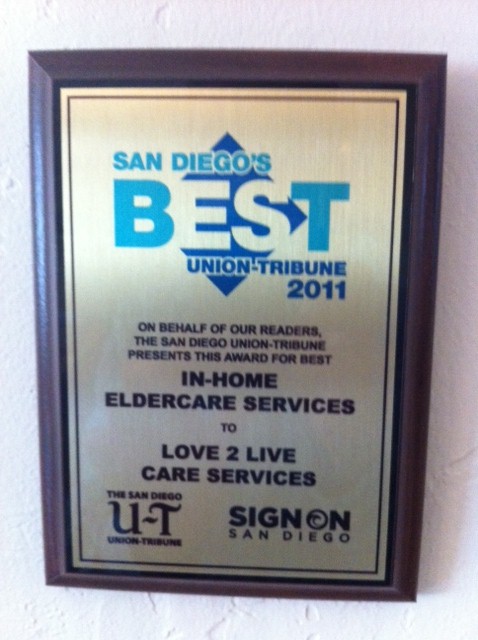 SAN DIEGO'S
BEST
UNION-TRIBUNE
2011
ON BEHALF OF OUR READERS,
THE SAN DIEGO UNION-TRIBUNE
PRESENTS THIS AWARD FOR BEST
IN-HOME
ELDERCARE SERVICES
TO
LOVE 2 LIVE
CARE SERVICES
THE SAN DIEGO
U-T
UNION-TRIBUNE
SIGN ON
SAN DIEGO